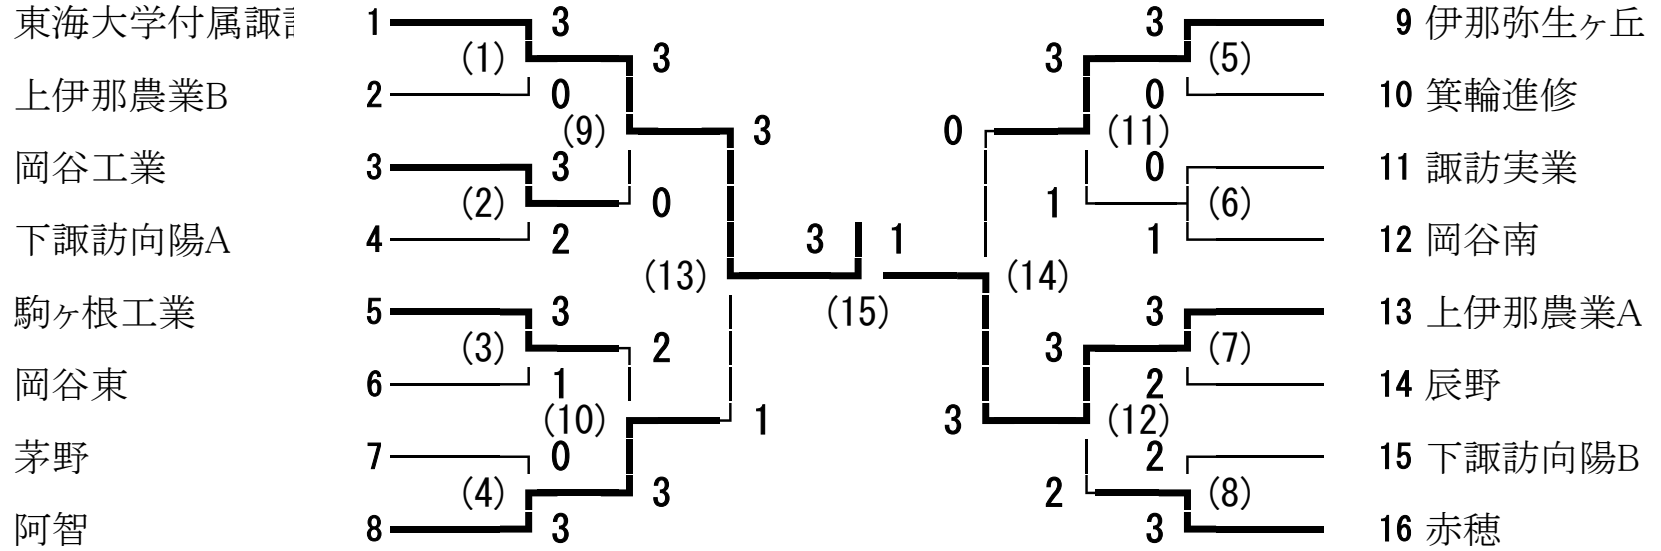 東海大学付属諏 1 3 3 9 伊那弥生ヶ丘
(1) 3 3 (5)
上伊那農業B 2 0 0 10 箕輪進修
(9) 3 0 (11)
岡谷工業 3 3 0 11 諏訪実業
(2) 0 1 (6)
下諏訪向陽A 4 2 3 1 1 12 岡谷南
(13) (14)
駒ヶ根工業 5 3 (15) 3 13 上伊那農業A
(3) 2 3 (7)
岡谷東 6 1 2 14 辰野
(10) 1 3 (12)
茅野 7 0 2 15 下諏訪向陽B
(4) 3 2 (8)
阿智 8 3 3 16 赤穂